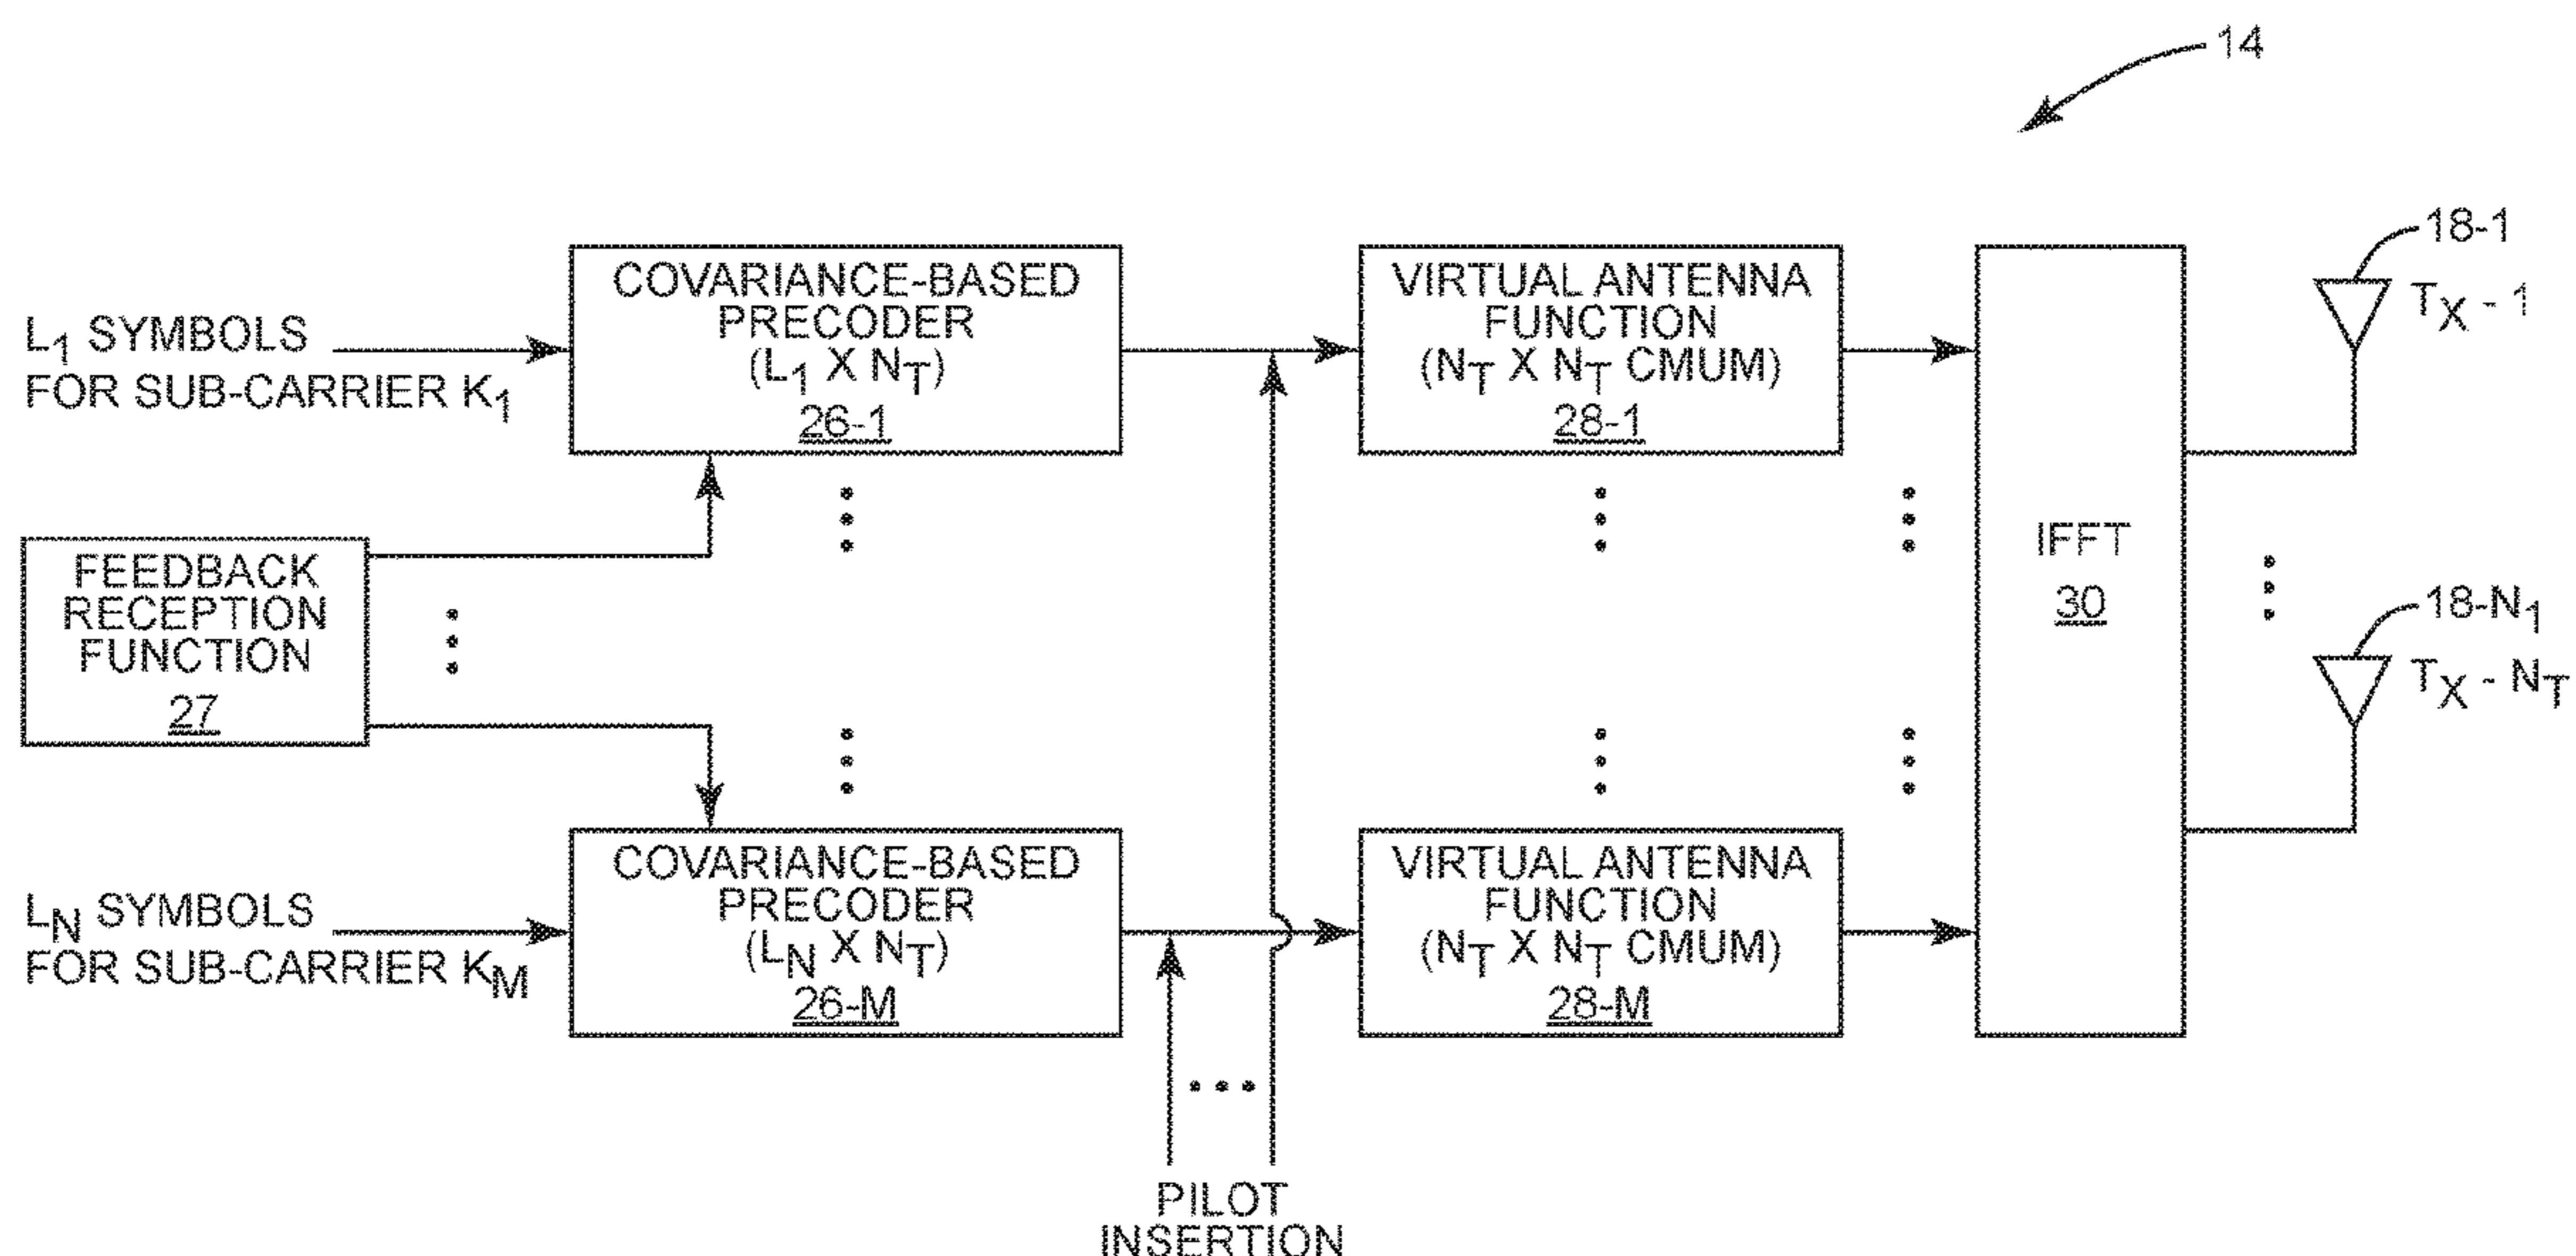 14
18-1
TX - 1
COVARIANCE-BASED
PRECODER
(L1 X NT)
26-1
VIRTUAL ANTENNA
FUNCTION
(NT X NT CMUM)
28-1
L1 SYMBOLS
FOR SUB-CARRIER K1
IFFT
30
FEEDBACK
RECEPTION
FUNCTION
27
18-N1
TX - NT
COVARIANCE-BASED
PRECODER
(LN X NT)
26-M
VIRTUAL ANTENNA
FUNCTION
(NT X NT CMUM)
28-M
LN SYMBOLS
FOR SUB-CARRIER KM
PILOT
INSERTION